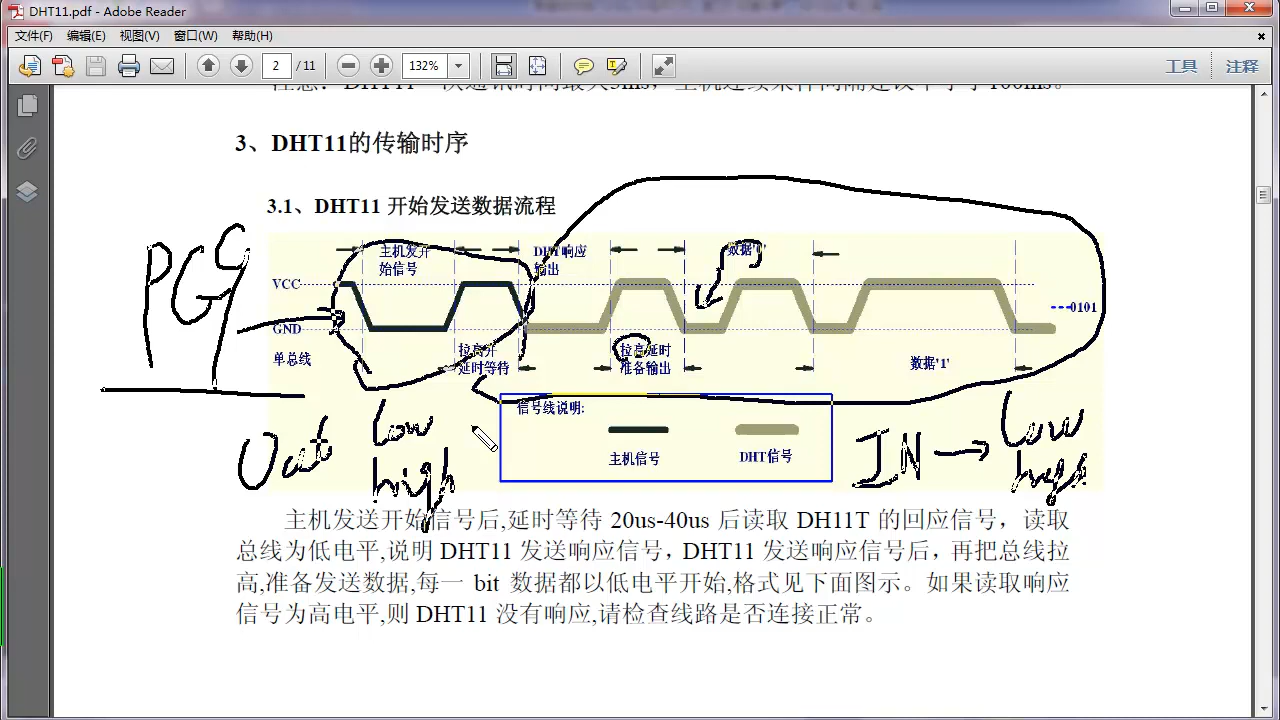 DHT11.pdf - Adobe Reader
文件(F) 编辑(E) 视图(V) 窗口(W) 帮助(H)
2 / 11 132% 工具 注释
3、DHT11的传输时序
3.1、DHT11 开始发送数据流程
PG9
主机发开
始信号
DHT响应
输出
数据'0'
VCC
GND
0101
单总线
拉高并
延时等待
拉高延时
准备输出
数据'1'
信号线说明:
主机信号
DHT信号
Out
Low
high
IN
Low
high
主机发送开始信号后,延时等待 20us-40us 后读取 DH11T 的回应信号，读取
总线为低电平,说明 DHT11 发送响应信号，DHT11 发送响应信号后，再把总线拉
高,准备发送数据,每一 bit 数据都以低电平开始,格式见下面图示。如果读取响应
信号为高电平,则 DHT11 没有响应,请检查线路是否连接正常。